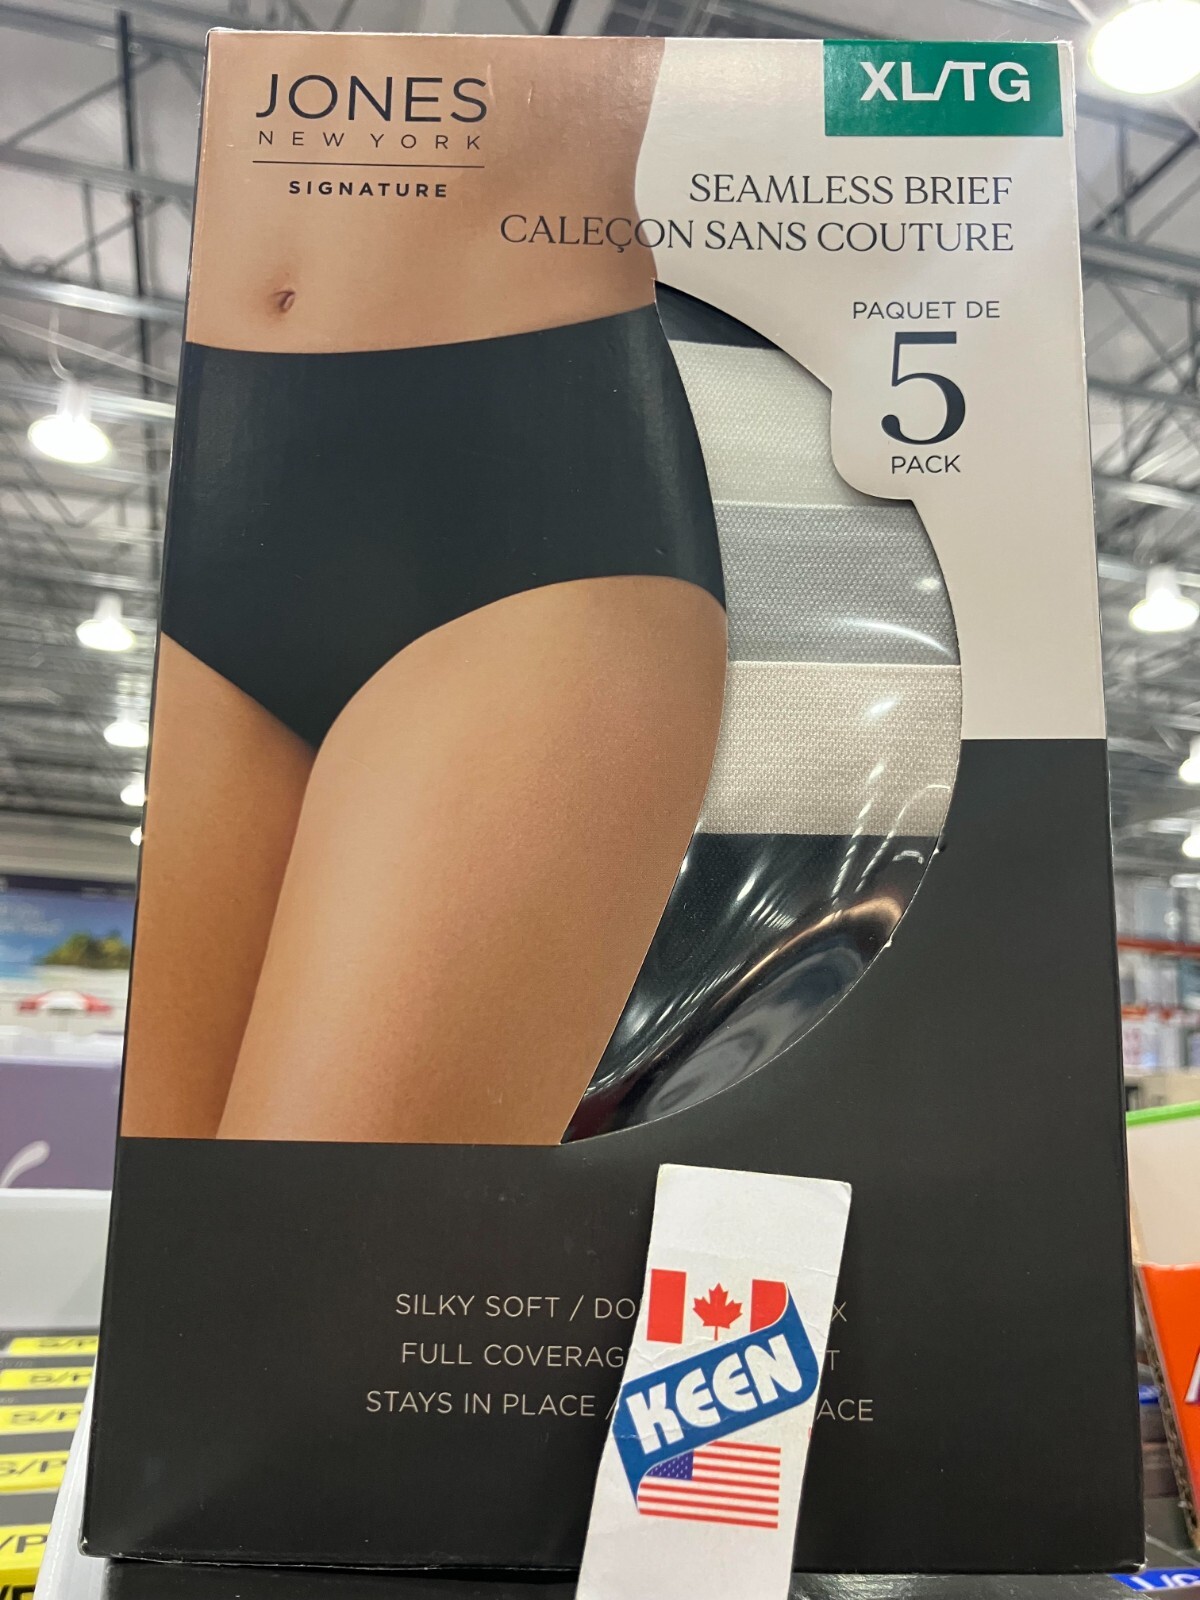 JONES
NEW YORK
SIGNATURE
XL/TG
SEAMLESS BRIEF
CALEÇON SANS COUTURE
PAQUET DE
5
PACK
SILKY SOFT / DO
X
FULL COVERAG
T
STAYS IN PLACE /
ACE
KEEN
S/P
S/P
S/P
S/P
/P